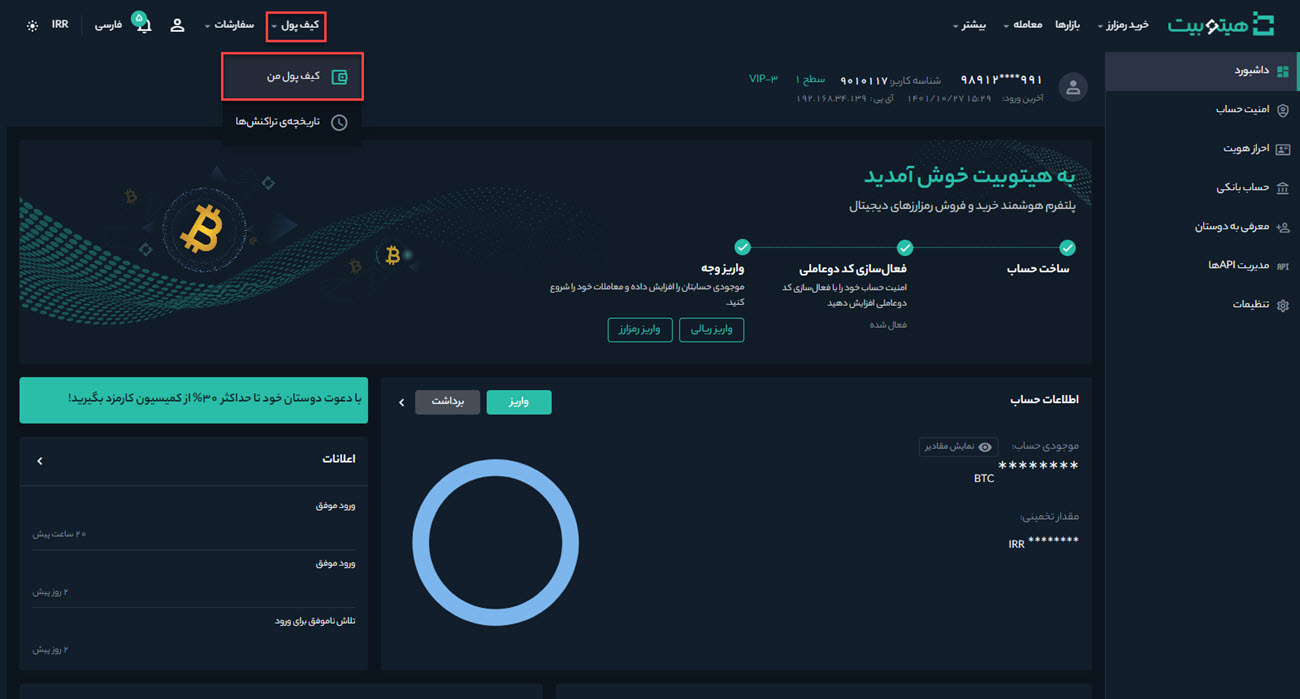 هیتوبیت
خرید رمزارز
بازارها
معامله
بیشتر
کیف پول
سفارشات
۵
فارسی
IRR
کیف پول من
تاریخچه‌ی تراکنش‌ها
داشبورد
امنیت حساب
احراز هویت
حساب بانکی
معرفی به دوستان
API مدیریت APIها
تنظیمات
۹۸۹۱۲****۹۹۱ شناسه کاربر: ۹۰۱۰۱۱۷ سطح ۱ VIP-۳
آخرین ورود: ۱۴۰۱/۱۰/۲۷ ۱۵:۲۹ آی پی: ۱۹۲.۱۶۸.۳۴.۱۳۹
به هیتوبیت خوش آمدید
پلتفرم هوشمند خرید و فروش رمزارزهای دیجیتال
ساخت حساب
فعال‌سازی کد دوعاملی
امنیت حساب خود را با فعال‌سازی کد
دوعاملی افزایش دهید
فعال شده
واریز وجه
موجودی حسابتان را افزایش داده و معاملات خود را شروع
کنید.
واریز ریالی
واریز رمزارز
اطلاعات حساب
واریز
برداشت
موجودی حساب:
نمایش مقادیر
******** BTC
مقدار تخمینی:
******** IRR
با دعوت دوستان خود تا حداکثر ۳۰% از کمیسیون کارمزد بگیرید!
اعلانات
ورود موفق
۲۰ ساعت پیش
ورود موفق
۲ روز پیش
تلاش ناموفق برای ورود
۲ روز پیش